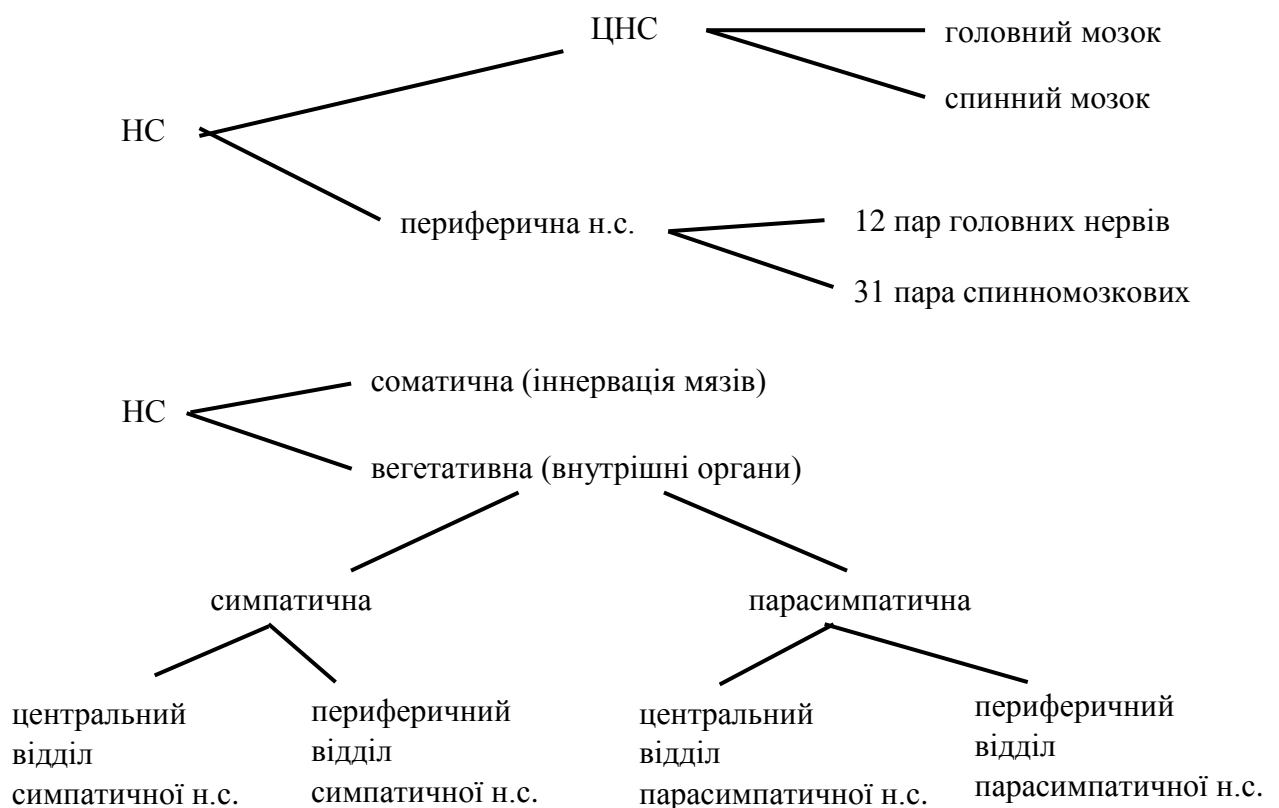 ЦНС
головний мозок
спинний мозок
НС
периферична н.с.
12 пар головних нервів
31 пара спинномозкових
НС
соматична (іннервація мязів)
вегетативна (внутрішні органи)
симпатична
парасимпатична
центральний
відділ
симпатичної н.с.
периферичний
відділ
симпатичної н.с.
центральний
відділ
парасимпатичної н.с.
периферичний
відділ
парасимпатичної н.с.